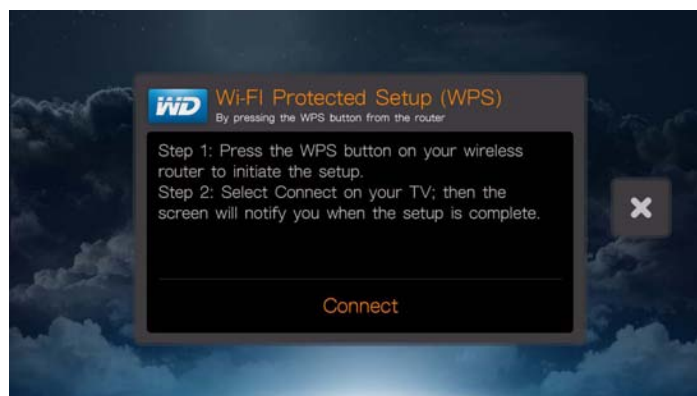 WD
Wi-FI Protected Setup (WPS)
By pressing the WPS button from the router
Step 1: Press the WPS button on your wireless
router to initiate the setup.
Step 2: Select Connect on your TV; then the
screen will notify you when the setup is complete.
Connect